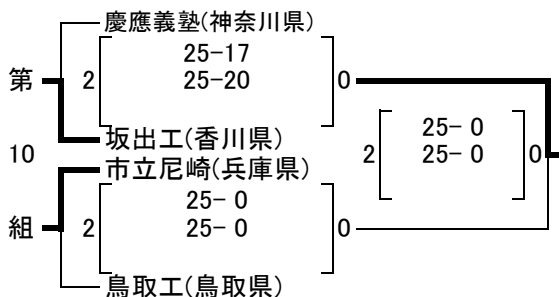 慶應義塾(神奈川県)
25-17
第 2 25-20 0
坂出工(香川県)
25- 0
10 2 25- 0 0
市立尼崎(兵庫県)
25- 0
組 2 25- 0 0
鳥取工(鳥取県)